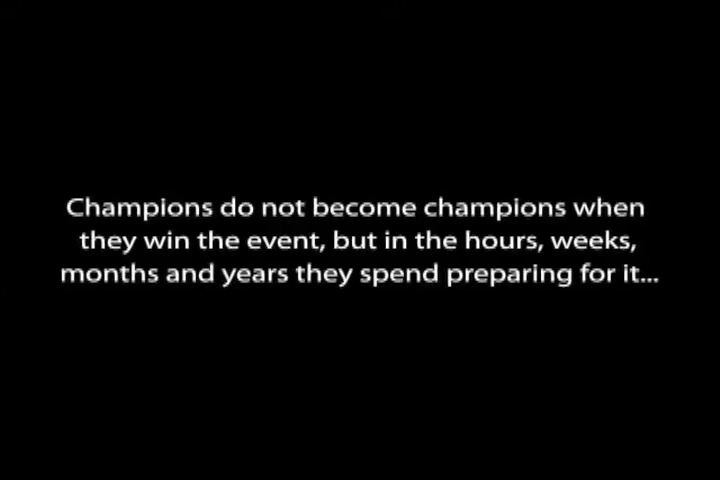 Champions do not become champions when
they win the event, but in the hours, weeks,
months and years they spend preparing for it...